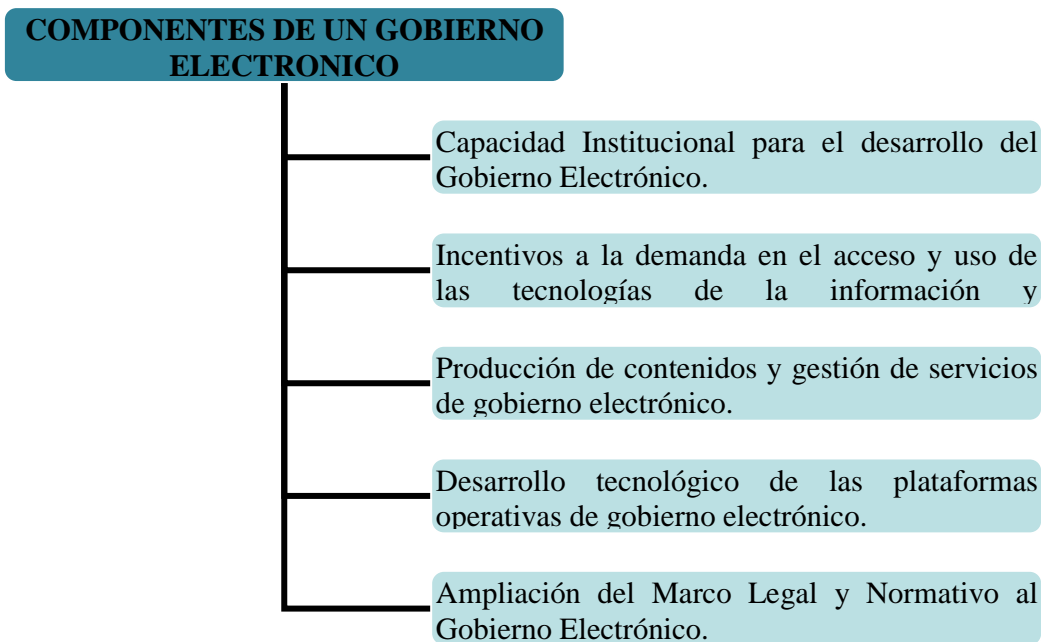 COMPONENTES DE UN GOBIERNO
ELECTRONICO
Capacidad Institucional para el desarrollo del
Gobierno Electrónico.
Incentivos a la demanda en el acceso y uso de
las tecnologías de la información y
Producción de contenidos y gestión de servicios
de gobierno electrónico.
Desarrollo tecnológico de las plataformas
operativas de gobierno electrónico.
Ampliación del Marco Legal y Normativo al
Gobierno Electrónico.